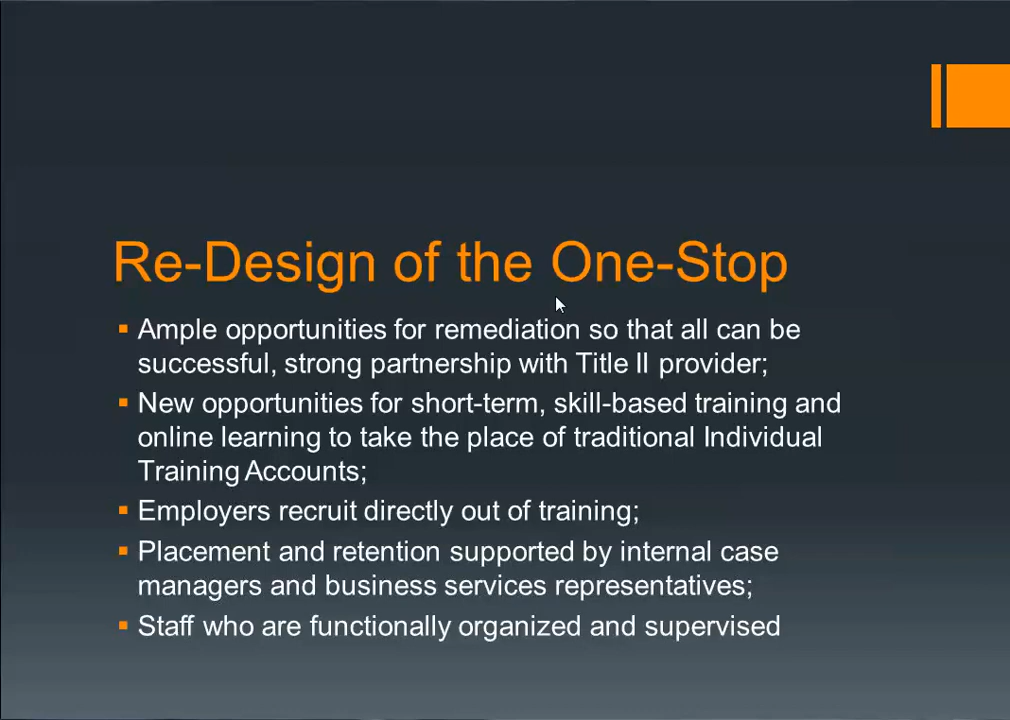 Re-Design of the One-Stop
Ample opportunities for remediation so that all can be
successful, strong partnership with Title II provider;
New opportunities for short-term, skill-based training and
online learning to take the place of traditional Individual
Training Accounts;
Employers recruit directly out of training;
Placement and retention supported by internal case
managers and business services representatives;
Staff who are functionally organized and supervised